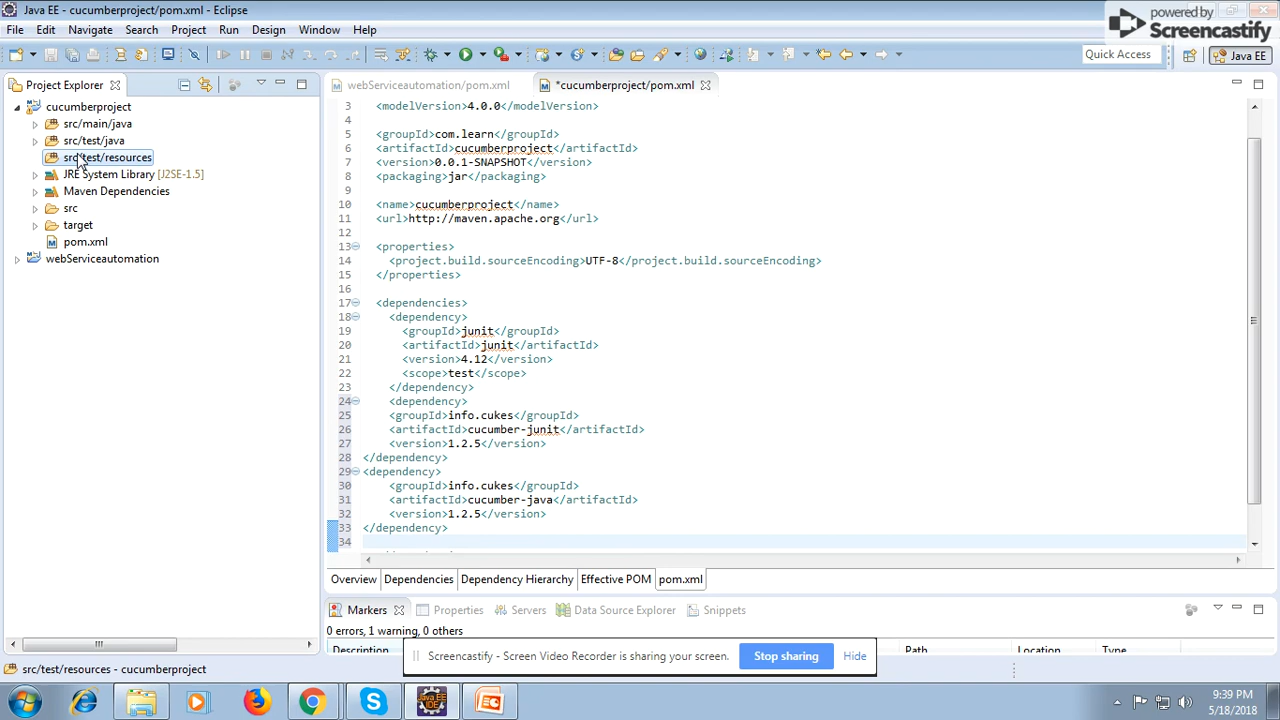 Java EE - cucumberproject/pom.xml - Eclipse
powered by
Screencastify
File Edit Navigate Search Project Run Design Window Help
Quick Access
Java EE
Project Explorer
webServiceautomation/pom.xml
*cucumberproject/pom.xml
cucumberproject
src/main/java
src/test/java
src/test/resources
JRE System Library [J2SE-1.5]
Maven Dependencies
src
target
pom.xml
webServiceautomation
3 <modelVersion>4.0.0</modelVersion>
4
5 <groupId>com.learn</groupId>
6 <artifactId>cucumberproject</artifactId>
7 <version>0.0.1-SNAPSHOT</version>
8 <packaging>jar</packaging>
9
10 <name>cucumberproject</name>
11 <url>http://maven.apache.org</url>
12
13 <properties>
14 <project.build.sourceEncoding>UTF-8</project.build.sourceEncoding>
15 </properties>
16
17 <dependencies>
18 <dependency>
19 <groupId>junit</groupId>
20 <artifactId>junit</artifactId>
21 <version>4.12</version>
22 <scope>test</scope>
23 </dependency>
24 <dependency>
25 <groupId>info.cukes</groupId>
26 <artifactId>cucumber-junit</artifactId>
27 <version>1.2.5</version>
28 </dependency>
29 <dependency>
30 <groupId>info.cukes</groupId>
31 <artifactId>cucumber-java</artifactId>
32 <version>1.2.5</version>
33 </dependency>
34
Overview Dependencies Dependency Hierarchy Effective POM pom.xml
Markers Properties Servers Data Source Explorer Snippets
0 errors, 1 warning, 0 others
Description Path Location Type
Screencastify - Screen Video Recorder is sharing your screen. Stop sharing Hide
src/test/resources - cucumberproject
9:39 PM
5/18/2018